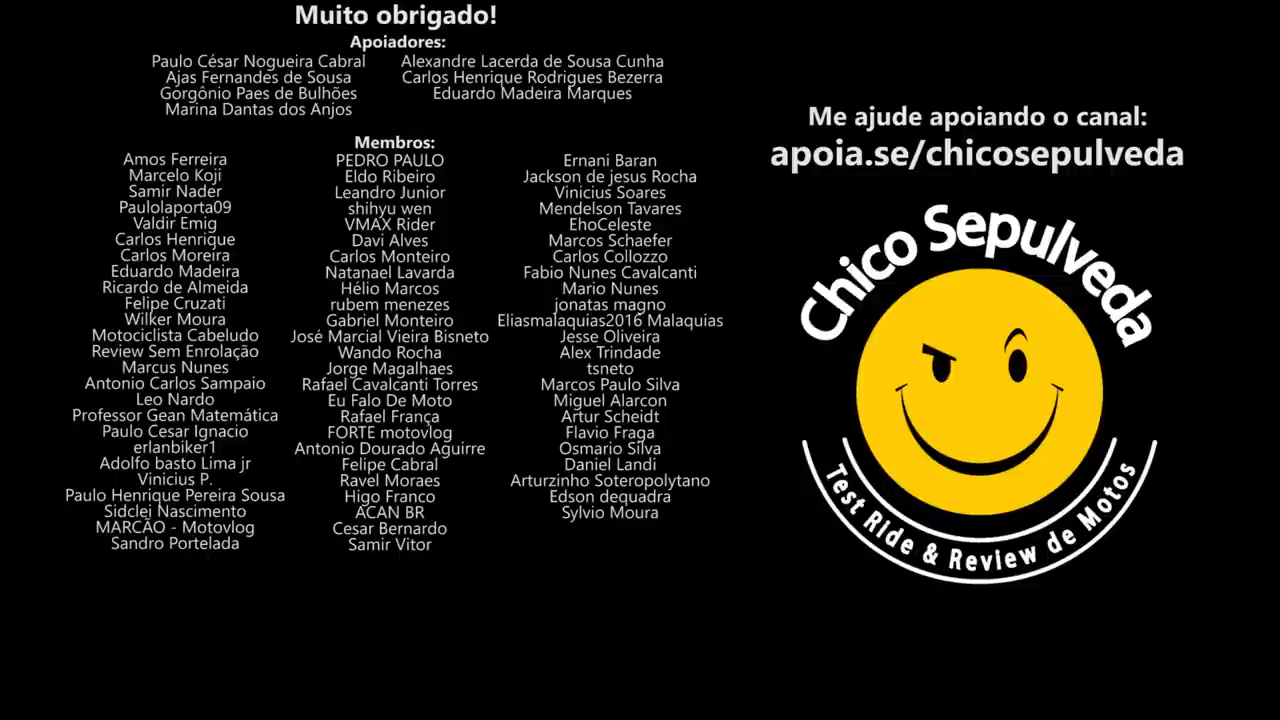 Muito obrigado!
Apoiadores:
Paulo César Nogueira Cabral
Ajas Fernandes de Sousa
Gorgônio Paes de Bulhões
Marina Dantas dos Anjos
Alexandre Lacerda de Sousa Cunha
Carlos Henrique Rodrigues Bezerra
Eduardo Madeira Marques
Membros:
Amos Ferreira
Marcelo Koji
Samir Nader
Paulolaporta09
Valdir Emig
Carlos Henrique
Carlos Moreira
Eduardo Madeira
Ricardo de Almeida
Felipe Cruzati
Wilker Moura
Motociclista Cabeludo
Review Sem Enrolação
Marcus Nunes
Antonio Carlos Sampaio
Leo Nardo
Professor Gean Matemática
Paulo Cesar Ignacio
erlanbiker1
Adolfo basto Lima jr
Vinicius P.
Paulo Henrique Pereira Sousa
Sidclei Nascimento
MARCÃO - Motovlog
Sandro Portelada
PEDRO PAULO
Eldo Ribeiro
Leandro Junior
shihyu wen
VMAX Rider
Davi Alves
Carlos Monteiro
Natanael Lavarda
Hélio Marcos
rubem menezes
Gabriel Monteiro
José Marcial Vieira Bisneto
Wando Rocha
Jorge Magalhaes
Rafael Cavalcanti Torres
Eu Falo De Moto
Rafael França
FORTE motovlog
Antonio Dourado Aguirre
Felipe Cabral
Ravel Moraes
Higo Franco
ACAN BR
Cesar Bernardo
Samir Vitor
Ernani Baran
Jackson de jesus Rocha
Vinicius Soares
Mendelson Tavares
EhoCeleste
Marcos Schaefer
Carlos Collozzo
Fabio Nunes Cavalcanti
Mario Nunes
jonatas magno
Eliasmalaquias2016 Malaquias
Jesse Oliveira
Alex Trindade
tsneto
Marcos Paulo Silva
Miguel Alarcon
Artur Scheidt
Flavio Fraga
Osmario Silva
Daniel Landi
Arturzinho Soteropolytano
Edson dequadra
Sylvio Moura
Me ajude apoiando o canal:
apoia.se/chicosepulveda
Chico Sepulveda
Test Ride & Review de Motos